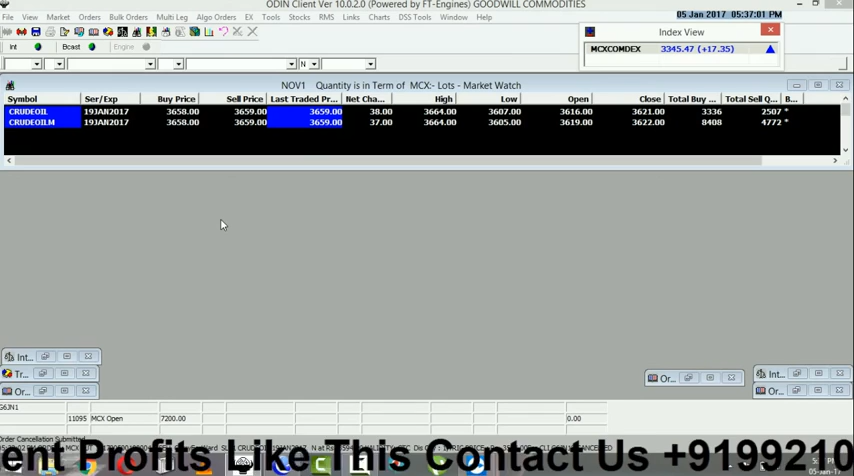 ODIN Client Ver 10.0.2.0 (Powered by FT-Engines) GOODWILL COMMODITIES
File View Market Orders Bulk Orders Multi Leg Algo Orders EX Tools Stocks RMS Links Charts DSS Tools Window Help
05 Jan 2017 05:37:01 PM
Int Bcast Engine
Index View
MCXCOMDEX 3345.47 (+17.35)
N
NOV1 Quantity is in Term of MCX:- Lots - Market Watch
Symbol Ser/Exp Buy Price Sell Price Last Traded Pr... Net Cha... High Low Open Close Total Buy ... Total Sell Q... B...
CRUDEOIL 19JAN2017 3658.00 3659.00 3659.00 38.00 3664.00 3607.00 3616.00 3621.00 3336 2507 *
CRUDEOILM 19JAN2017 3658.00 3659.00 3659.00 37.00 3664.00 3605.00 3619.00 3622.00 8408 4772 *
Int...
Tr...
Or...
Or...
Int...
Or...
G6JN1
11095 MCX Open 7200.00 0.00
Order Cancellation Submitted
ent Profits Like This Contact Us +9199210
05-Jan-17